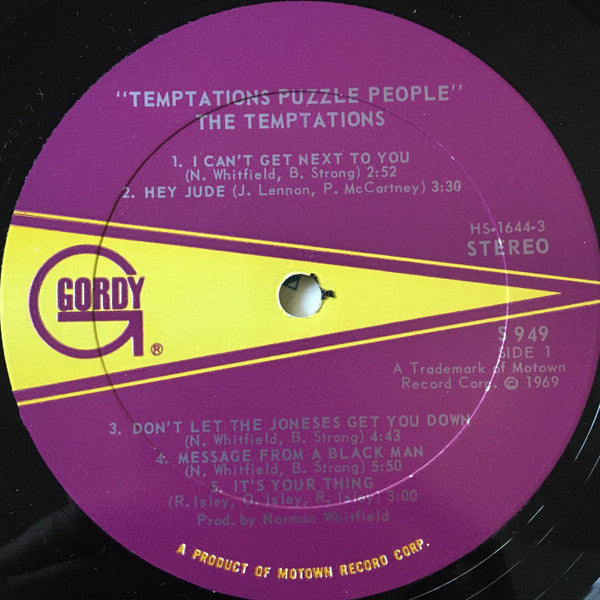 "TEMPTATIONS PUZZLE PEOPLE"
THE TEMPTATIONS
1. I CAN'T GET NEXT TO YOU
(N. Whitfield, B. Strong) 2:52
2. HEY JUDE (J. Lennon, P. McCartney) 3:30
HS-1644-3
STEREO
GORDY
®
S 949
SIDE 1
A Trademark of Motown
Record Corp. © 1969
3. DON'T LET THE JONESES GET YOU DOWN
(N. Whitfield, B. Strong) 4:43
4. MESSAGE FROM A BLACK MAN
(N. Whitfield, B. Strong) 5:50
5. IT'S YOUR THING
(R. Isley, O. Isley, R. Isley) 3:00
Prod. by Norman Whitfield
A PRODUCT OF MOTOWN RECORD CORP.